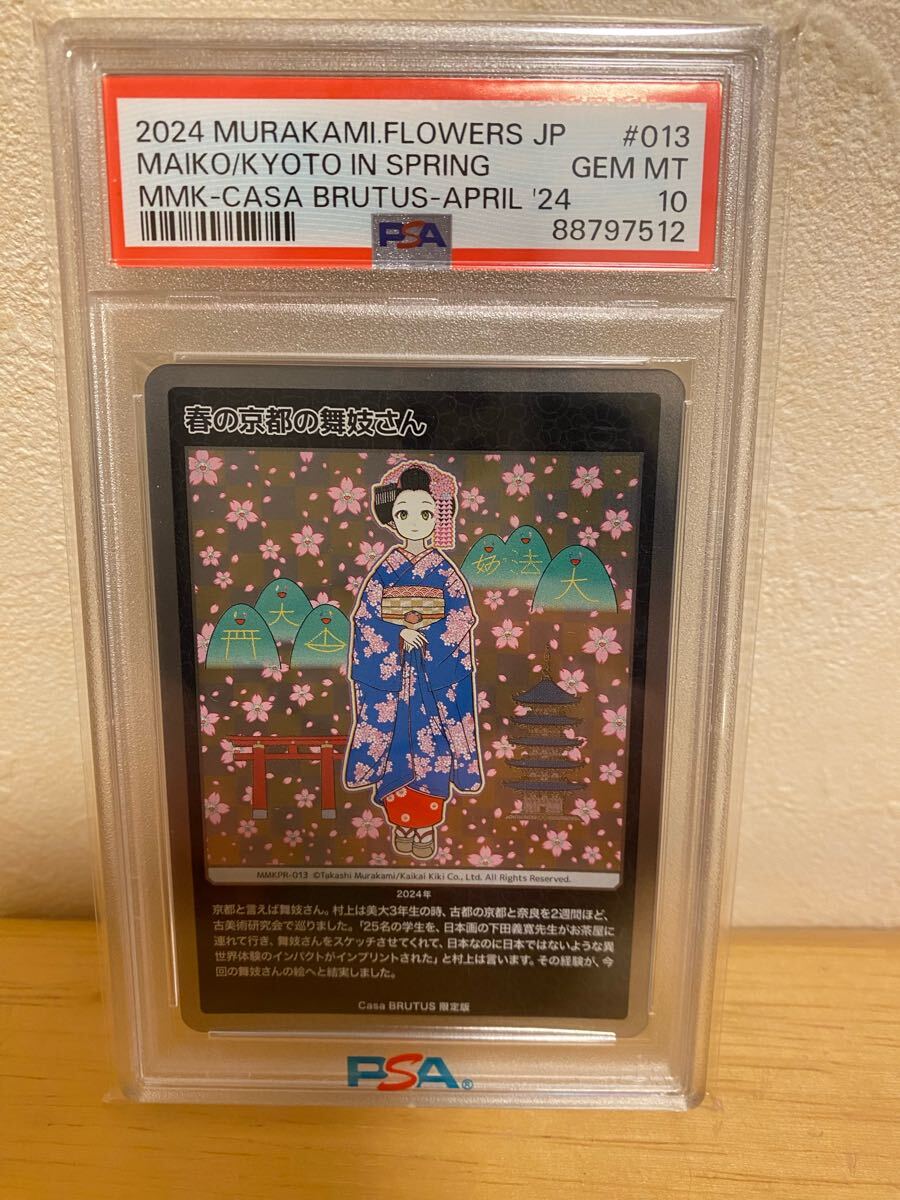 2024 MURAKAMI.FLOWERS JP #013
MAIKO/KYOTO IN SPRING GEM MT
MMK-CASA BRUTUS-APRIL '24 10
PSA 88797512
春の京都の舞妓さん
妙 法 大
大
MMKPR-013 ©Takashi Murakami/Kaikai Kiki Co., Ltd. All Rights Reserved.
2024年
京都と言えば舞妓さん。村上は美大3年生の時、古都の京都と奈良を2週間ほど、
古美術研究会で巡りました。「25名の学生を、日本画の下田義寛先生がお茶屋に
連れて行き、舞妓さんをスケッチさせてくれて、日本なのに日本ではないような異
世界体験のインパクトがインプリントされた」と村上は言います。その経験が、今
回の舞妓さんの絵へと結実しました。
Casa BRUTUS 限定版
PSA®